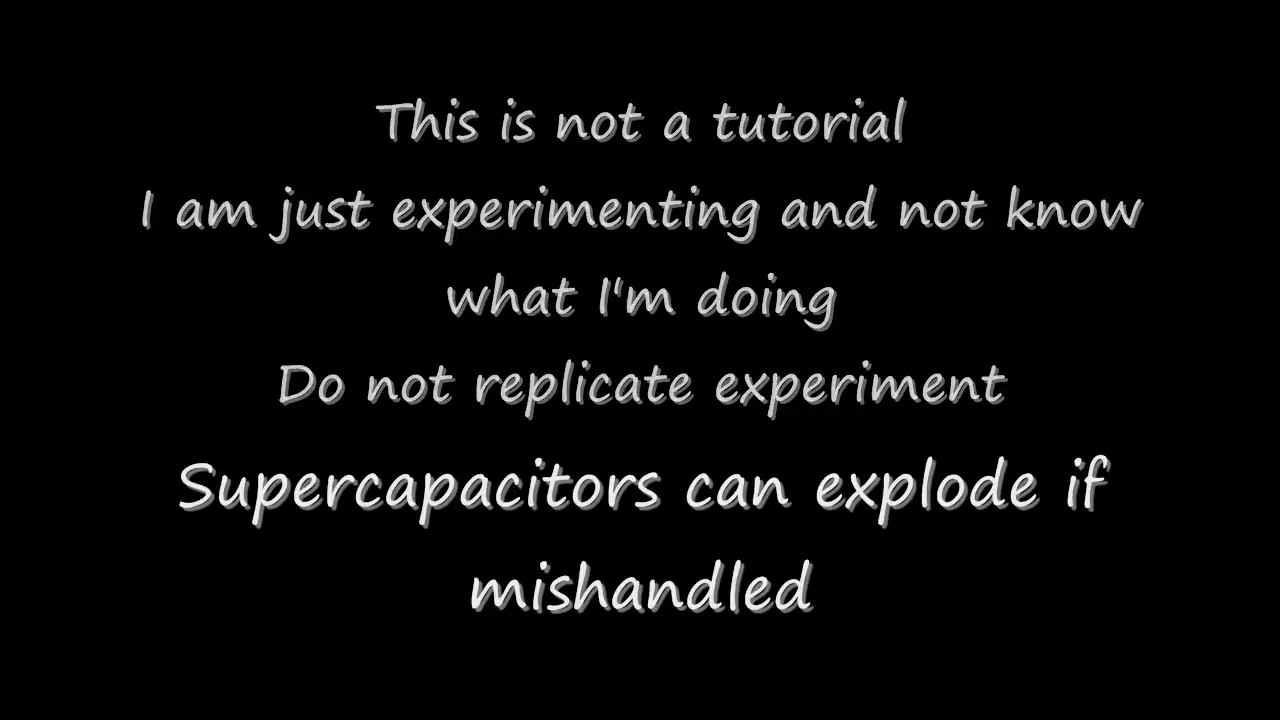 This is not a tutorial
I am just experimenting and not know
what I'm doing
Do not replicate experiment
Supercapacitors can explode if
mishandled